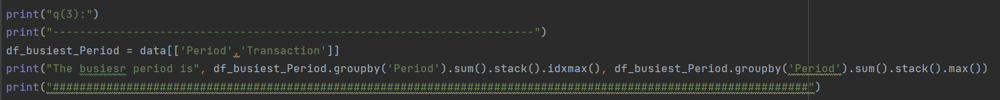 print("q(3):")
print("------------------------------------------------------------------------")
df_busiest_Period = data[['Period','Transaction']]
print("The busiesr period is", df_busiest_Period.groupby('Period').sum().stack().idxmax(), df_busiest_Period.groupby('Period').sum().stack().max())
print("#################################################################################################################")